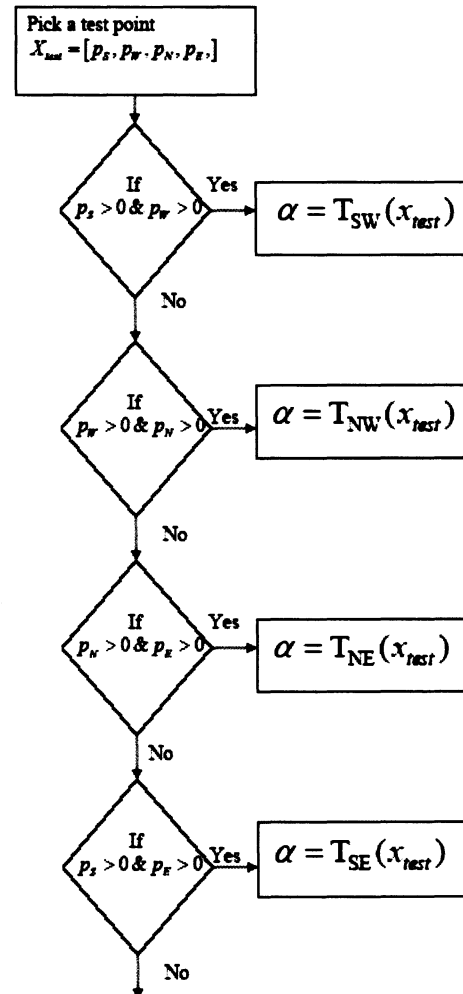 Pick a test point
X_test = [p_S, p_W, p_N, p_E,]
If
p_S > 0 & p_W > 0
Yes
α = T_SW(x_test)
No
If
p_W > 0 & p_N > 0
Yes
α = T_NW(x_test)
No
If
p_N > 0 & p_E > 0
Yes
α = T_NE(x_test)
No
If
p_S > 0 & p_E > 0
Yes
α = T_SE(x_test)
No